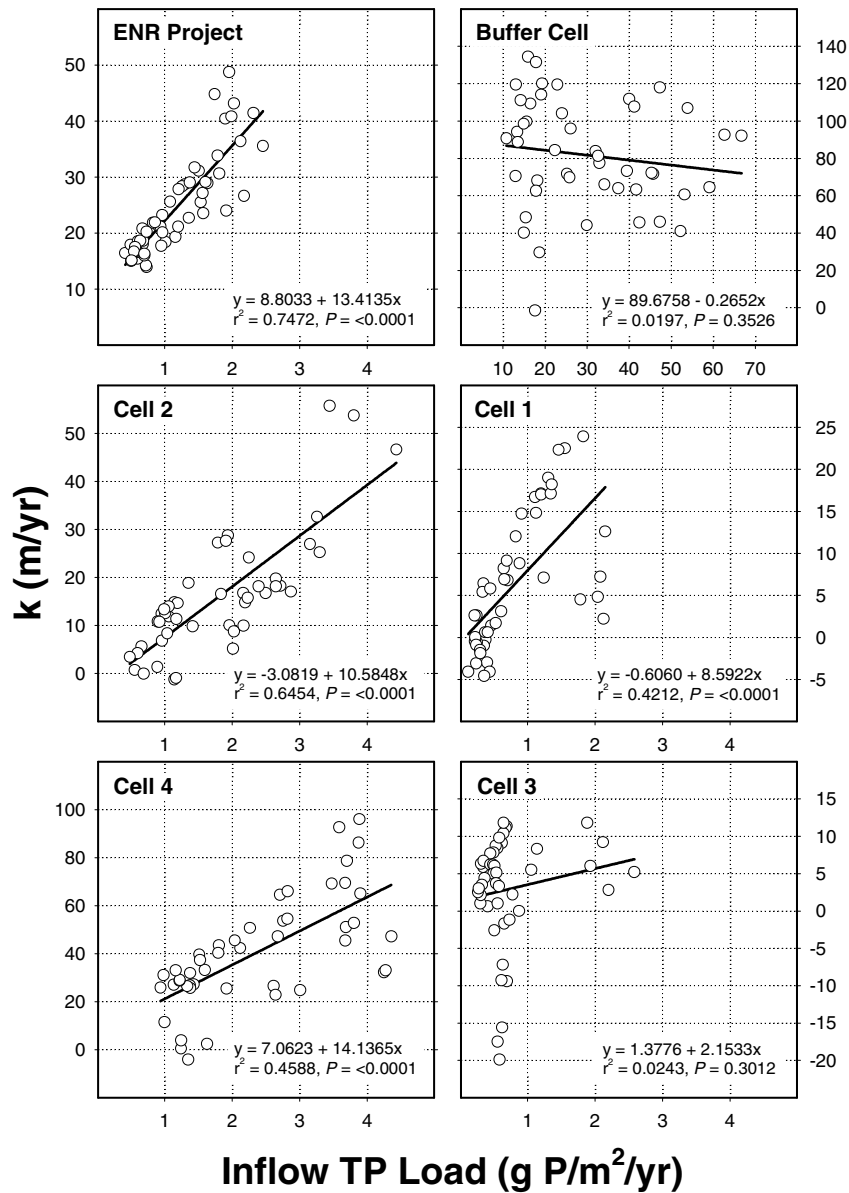 ENR Project
50
40
30
20
10
y = 8.8033 + 13.4135x
r² = 0.7472, P = <0.0001
1 2 3 4
Buffer Cell
140
120
100
80
60
40
20
0
y = 89.6758 - 0.2652x
r² = 0.0197, P = 0.3526
10 20 30 40 50 60 70
Cell 2
50
40
30
20
10
0
y = -3.0819 + 10.5848x
r² = 0.6454, P = <0.0001
1 2 3 4
Cell 1
25
20
15
10
5
0
-5
y = -0.6060 + 8.5922x
r² = 0.4212, P = <0.0001
1 2 3 4
k (m/yr)
Cell 4
100
80
60
40
20
0
y = 7.0623 + 14.1365x
r² = 0.4588, P = <0.0001
1 2 3 4
Cell 3
15
10
5
0
-5
-10
-15
-20
y = 1.3776 + 2.1533x
r² = 0.0243, P = 0.3012
1 2 3 4
Inflow TP Load (g P/m²/yr)